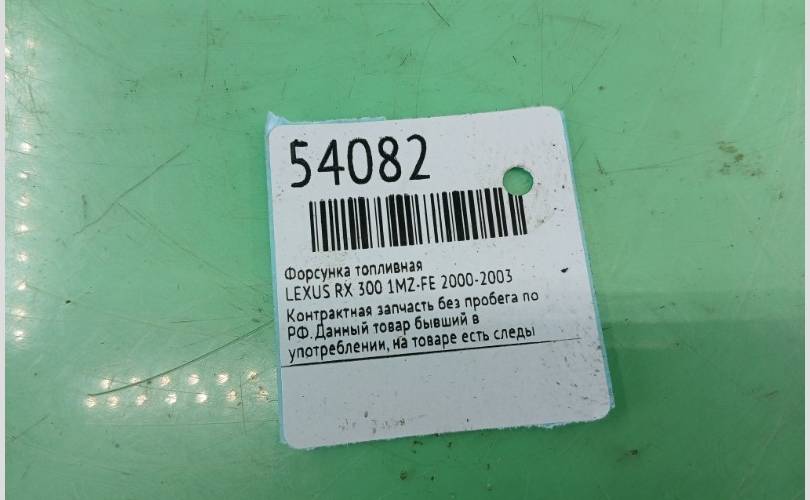 54082
Форсунка топливная
LEXUS RX 300 1MZ-FE 2000-2003
Контрактная запчасть без пробега по
РФ. Данный товар бывший в
употреблении, на товаре есть следы